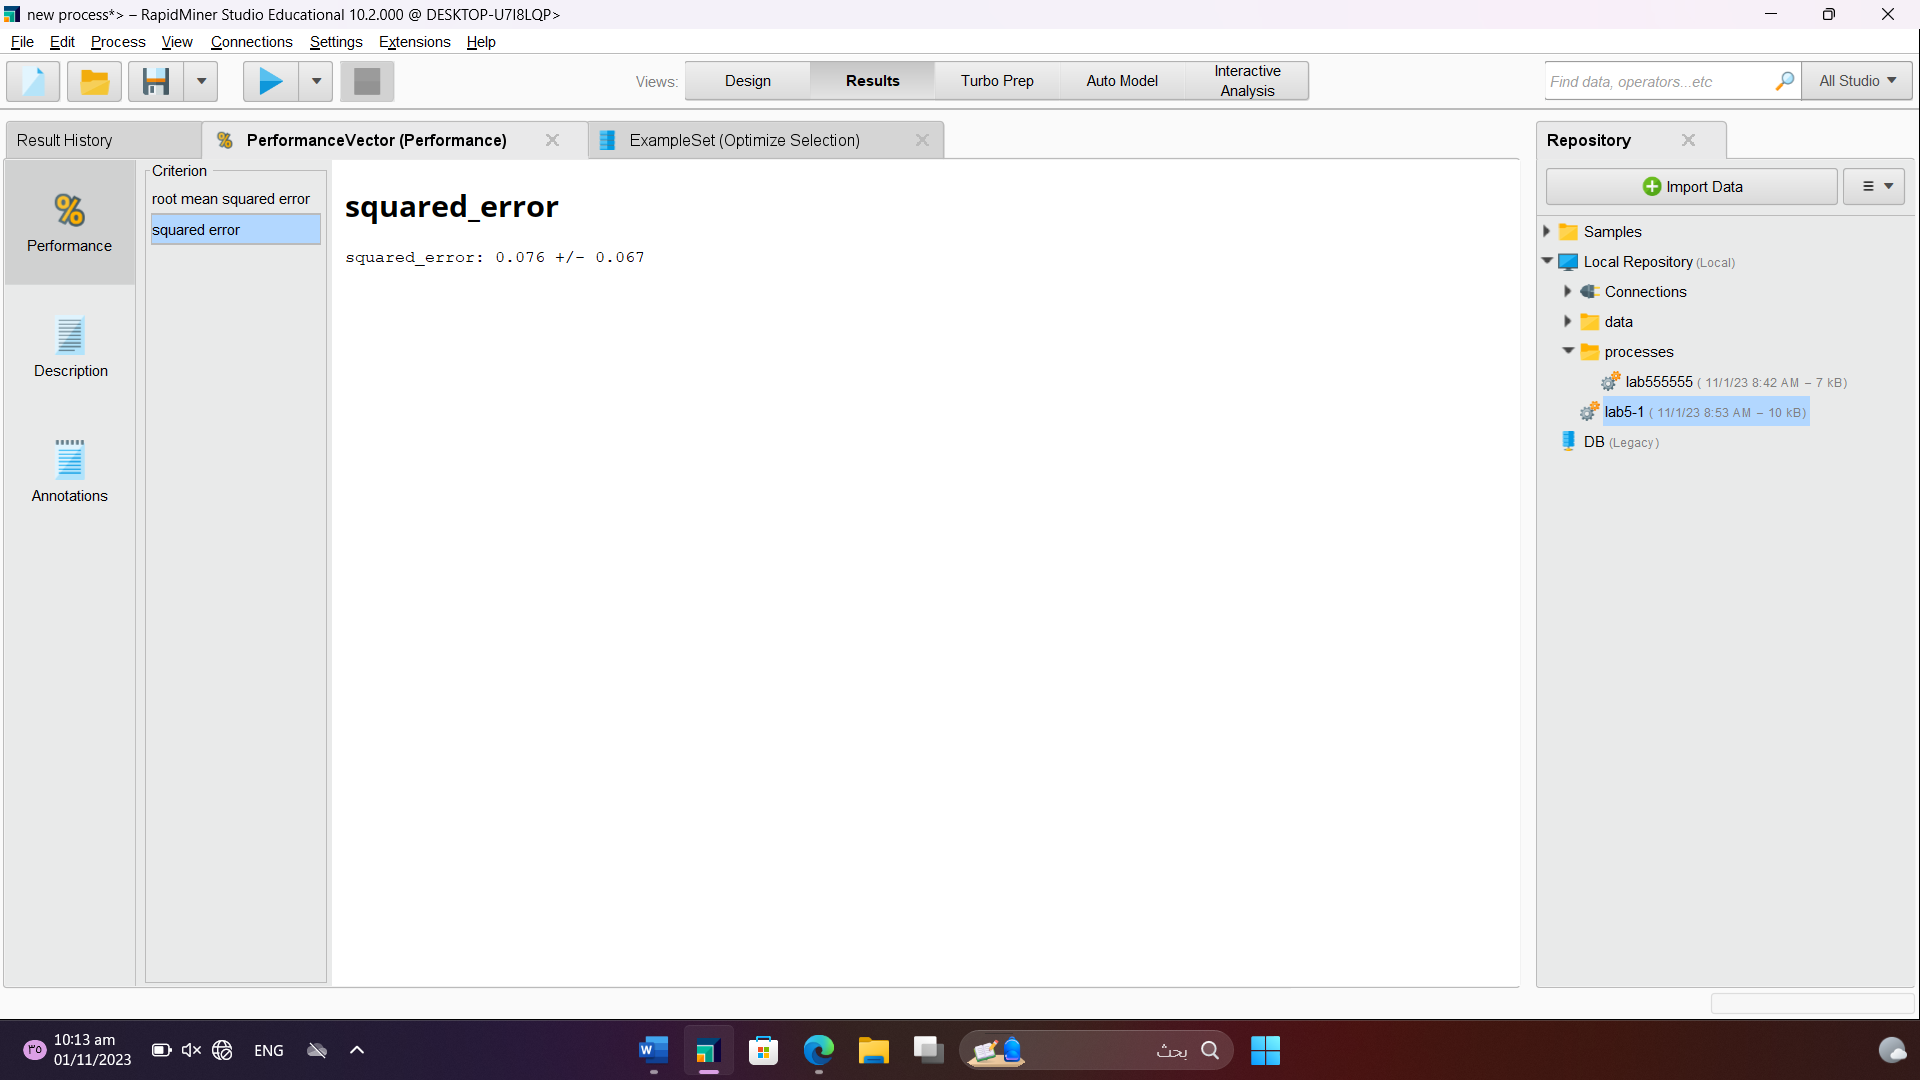 new process*> – RapidMiner Studio Educational 10.2.000 @ DESKTOP-U7I8LQP>
File Edit Process View Connections Settings Extensions Help
Views: Design Results Turbo Prep Auto Model Interactive Analysis
Find data, operators...etc All Studio
Result History PerformanceVector (Performance) ExampleSet (Optimize Selection)
Performance
Description
Annotations
Criterion
root mean squared error
squared error
squared_error
squared_error: 0.076 +/- 0.067
Repository
Import Data
Samples
Local Repository (Local)
Connections
data
processes
lab555555 ( 11/1/23 8:42 AM – 7 kB)
lab5-1 ( 11/1/23 8:53 AM – 10 kB)
DB (Legacy)
٣٥
10:13 am
01/11/2023
ENG
بحث